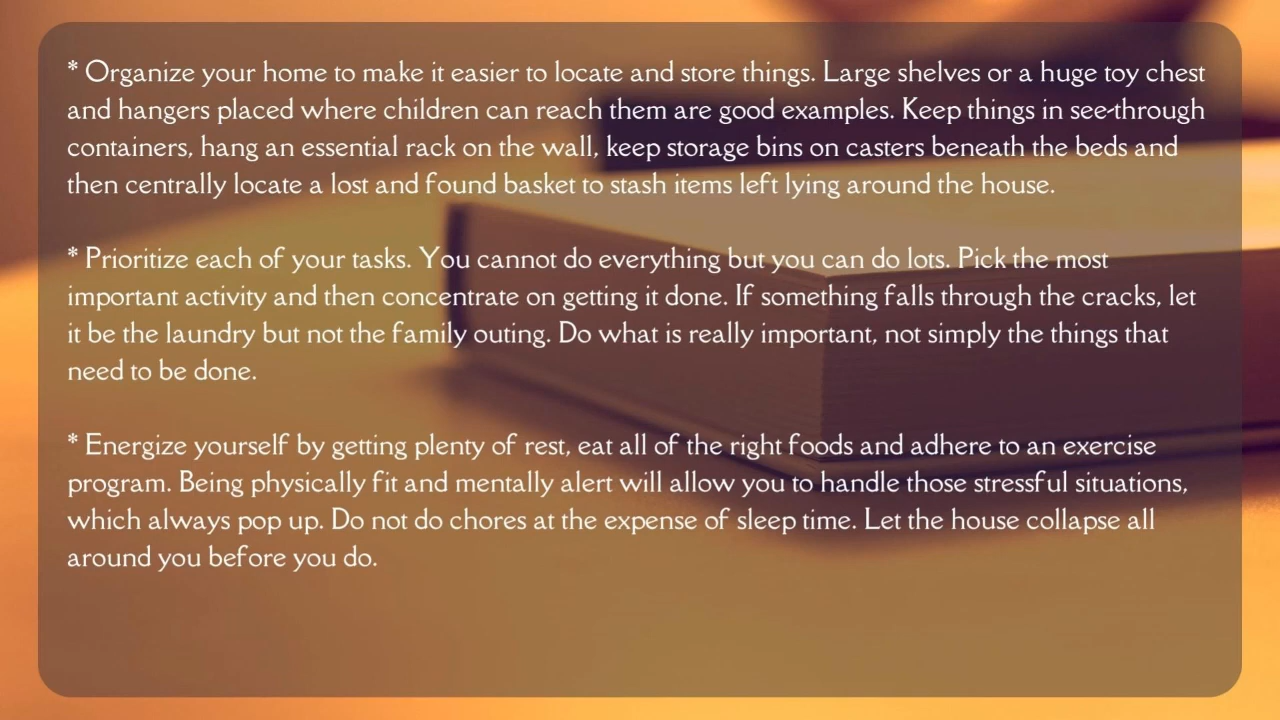 * Organize your home to make it easier to locate and store things. Large shelves or a huge toy chest
and hangers placed where children can reach them are good examples. Keep things in see-through
containers, hang an essential rack on the wall, keep storage bins on casters beneath the beds and
then centrally locate a lost and found basket to stash items left lying around the house.
* Prioritize each of your tasks. You cannot do everything but you can do lots. Pick the most
important activity and then concentrate on getting it done. If something falls through the cracks, let
it be the laundry but not the family outing. Do what is really important, not simply the things that
need to be done.
* Energize yourself by getting plenty of rest, eat all of the right foods and adhere to an exercise
program. Being physically fit and mentally alert will allow you to handle those stressful situations,
which always pop up. Do not do chores at the expense of sleep time. Let the house collapse all
around you before you do.